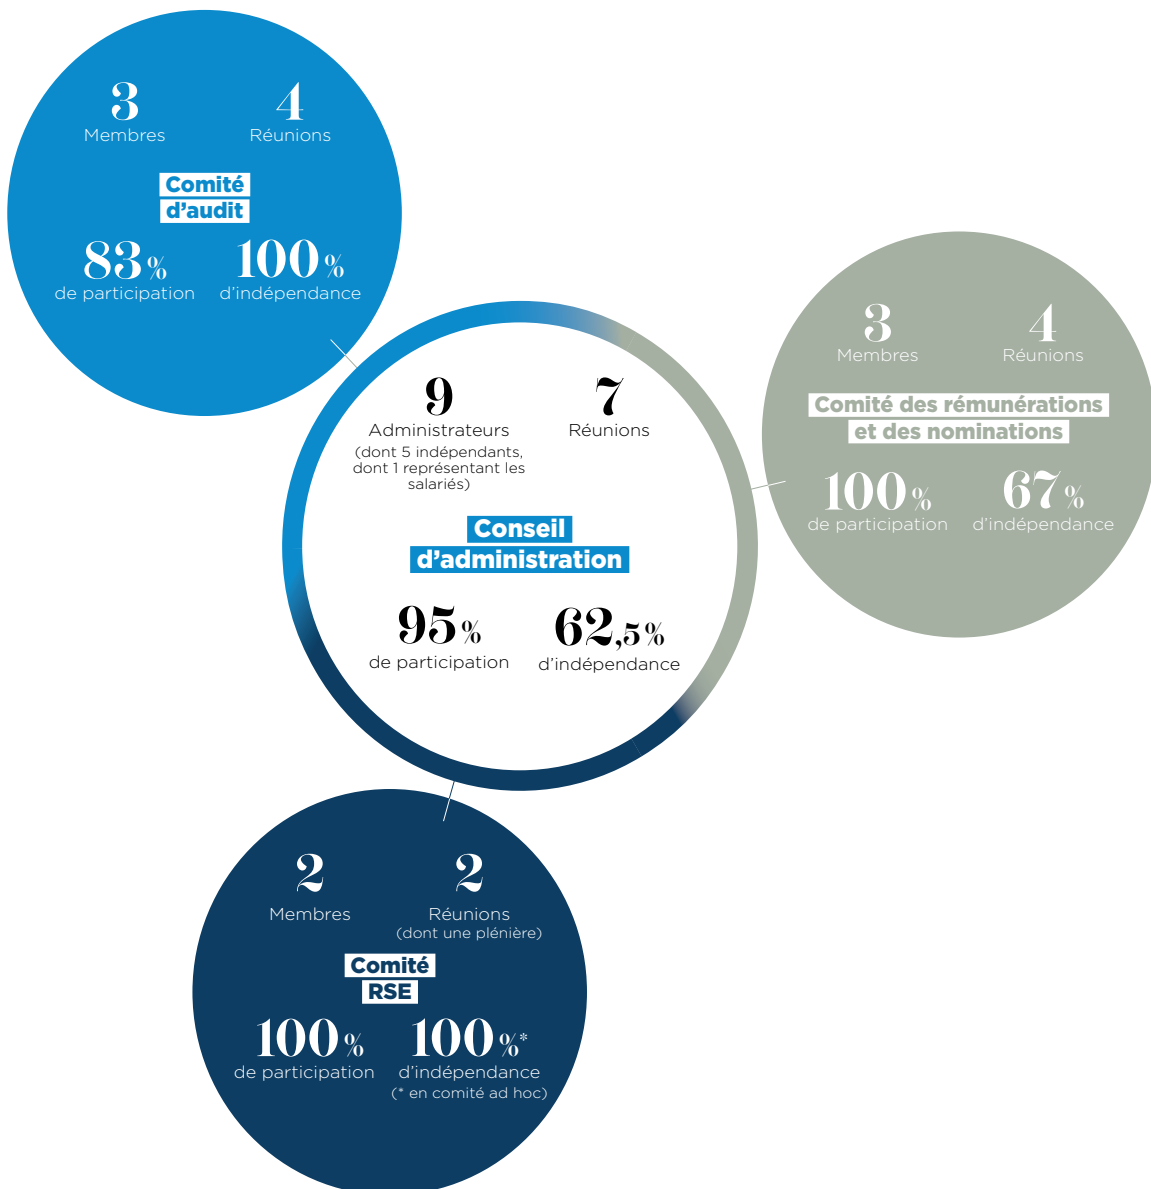 3 4
Membres Réunions
Comité
d'audit
83 % 100 %
de participation d'indépendance
3 4
Membres Réunions
Comité des rémunérations
et des nominations
100 % 67 %
de participation d'indépendance
9 7
Administrateurs Réunions
(dont 5 indépendants,
dont 1 représentant les
salariés)
Conseil
d'administration
95 % 62,5 %
de participation d'indépendance
2 2
Membres Réunions
(dont une plénière)
Comité
RSE
100 % 100 %*
de participation d'indépendance
(* en comité ad hoc)